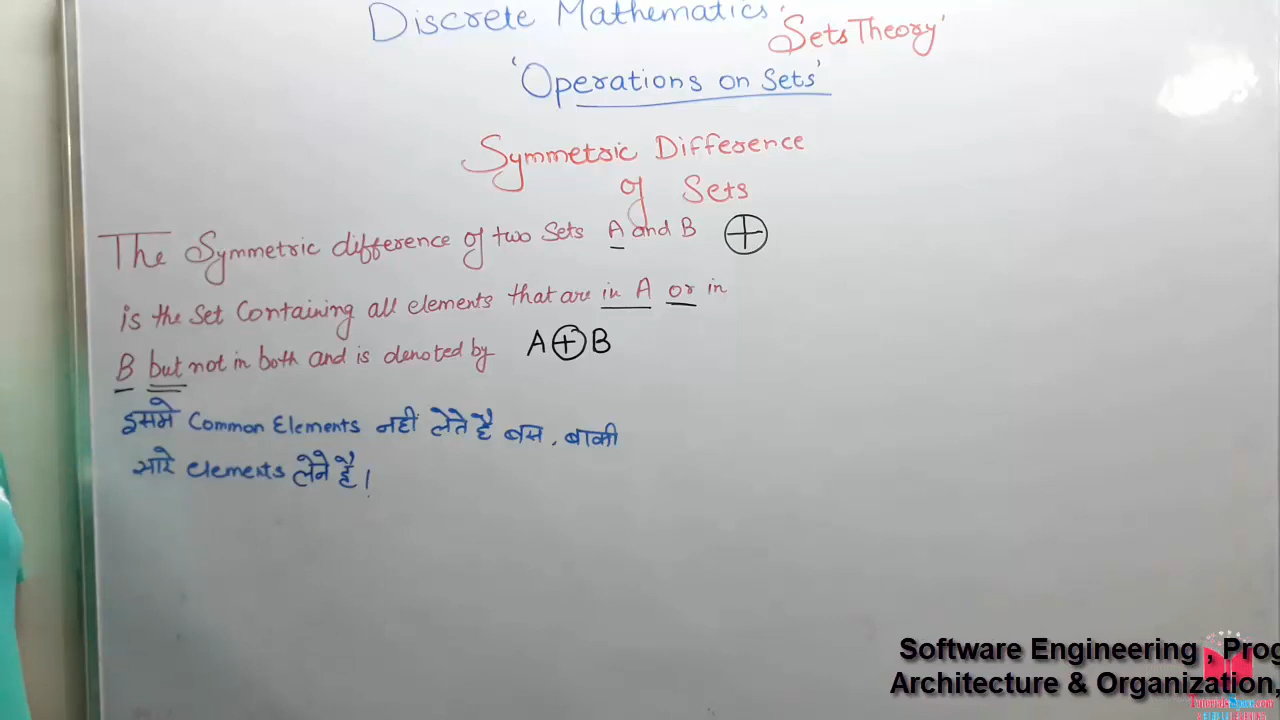 Discrete Mathematics.
'Sets Theory'
'Operations on Sets'
Symmetric Difference
of Sets
The Symmetric difference of two Sets A and B ⊕
is the Set Containing all elements that are in A or in
B but not in both and is denoted by A ⊕ B
इसमे Common Elements नहीं लेते है बस, बाकी
सारे elements लेने है।
Software Engineering , Prog
Architecture & Organization,
TutorialsSpace.com